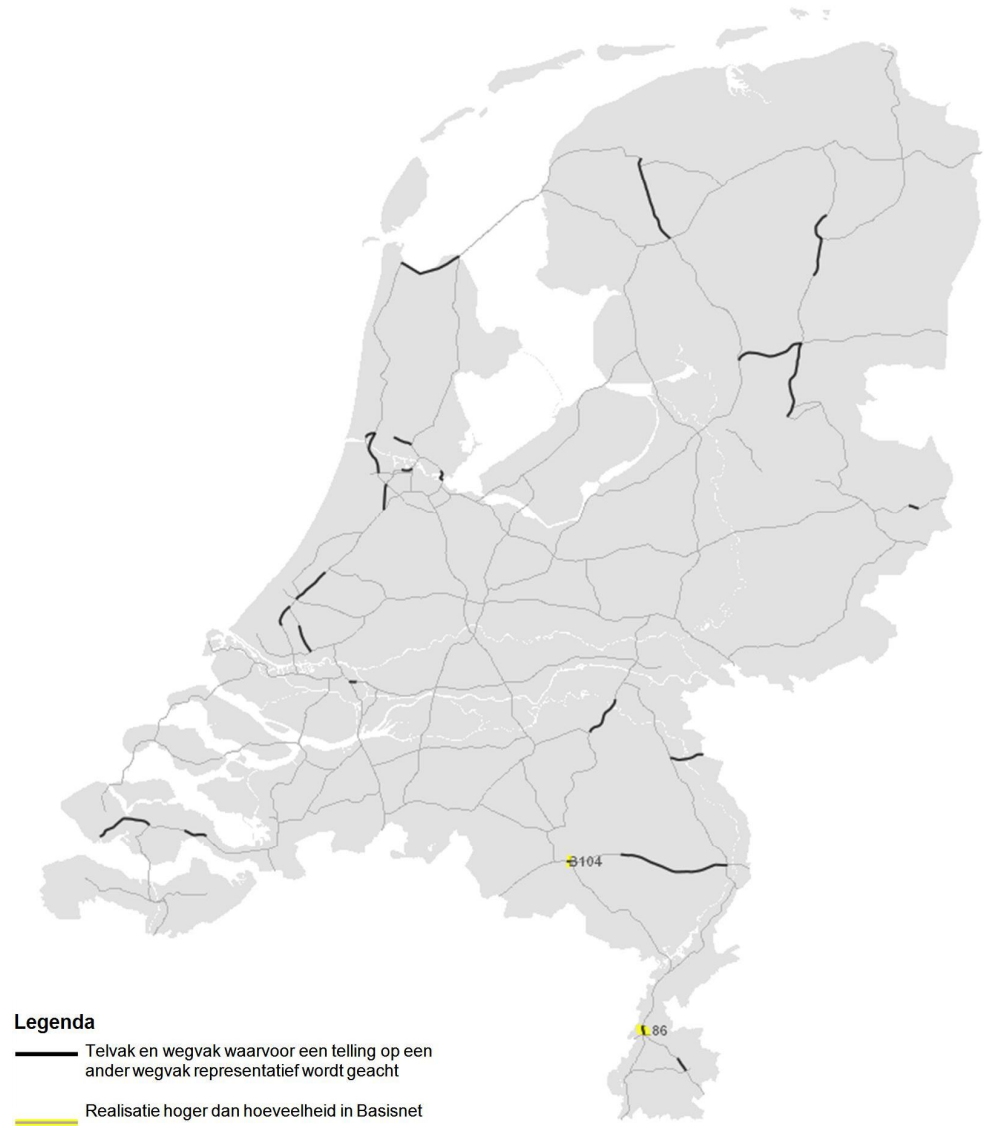 B104
L86
Legenda
Telvak en wegvak waarvoor een telling op een
ander wegvak representatief wordt geacht
Realisatie hoger dan hoeveelheid in Basisnet